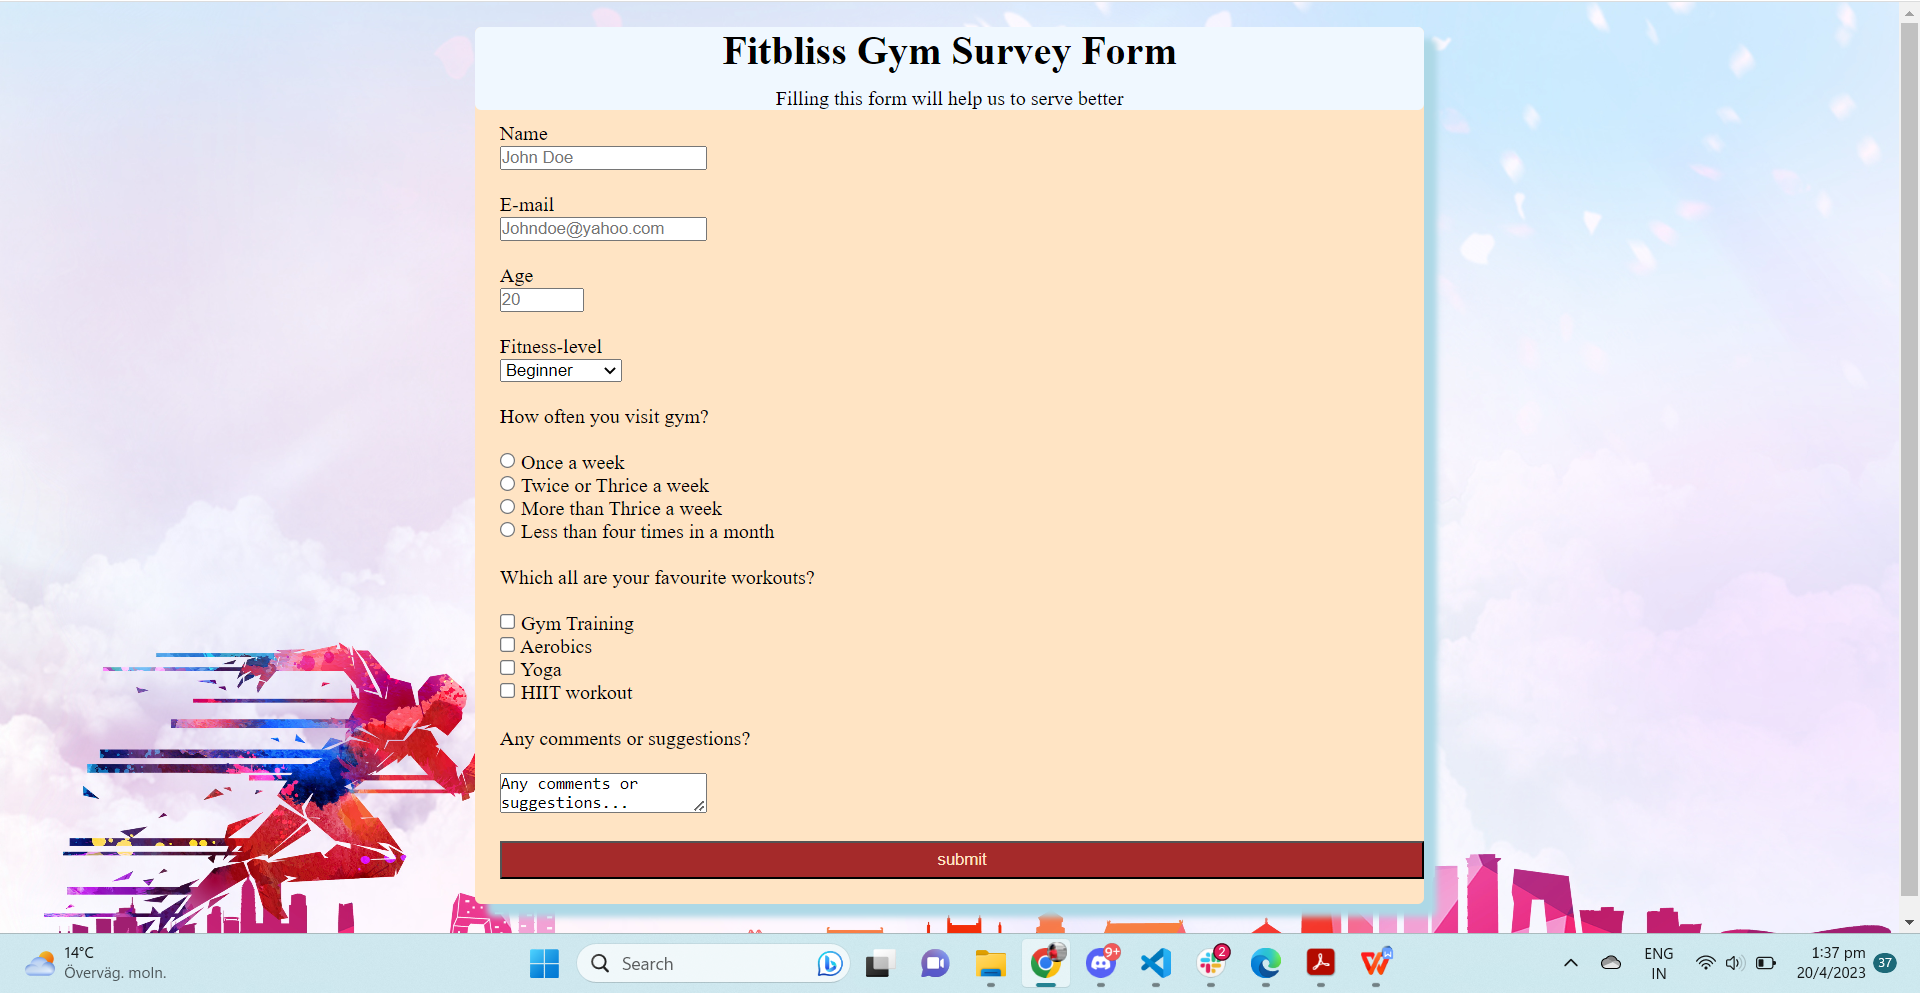 Fitbliss Gym Survey Form
Filling this form will help us to serve better
Name
John Doe
E-mail
Johndoe@yahoo.com
Age
20
Fitness-level
Beginner
How often you visit gym?
Once a week
Twice or Thrice a week
More than Thrice a week
Less than four times in a month
Which all are your favourite workouts?
Gym Training
Aerobics
Yoga
HIIT workout
Any comments or suggestions?
Any comments or
suggestions...
submit
14°C
Överväg. moln.
Search
9+
2
ENG
IN
1:37 pm
20/4/2023
37